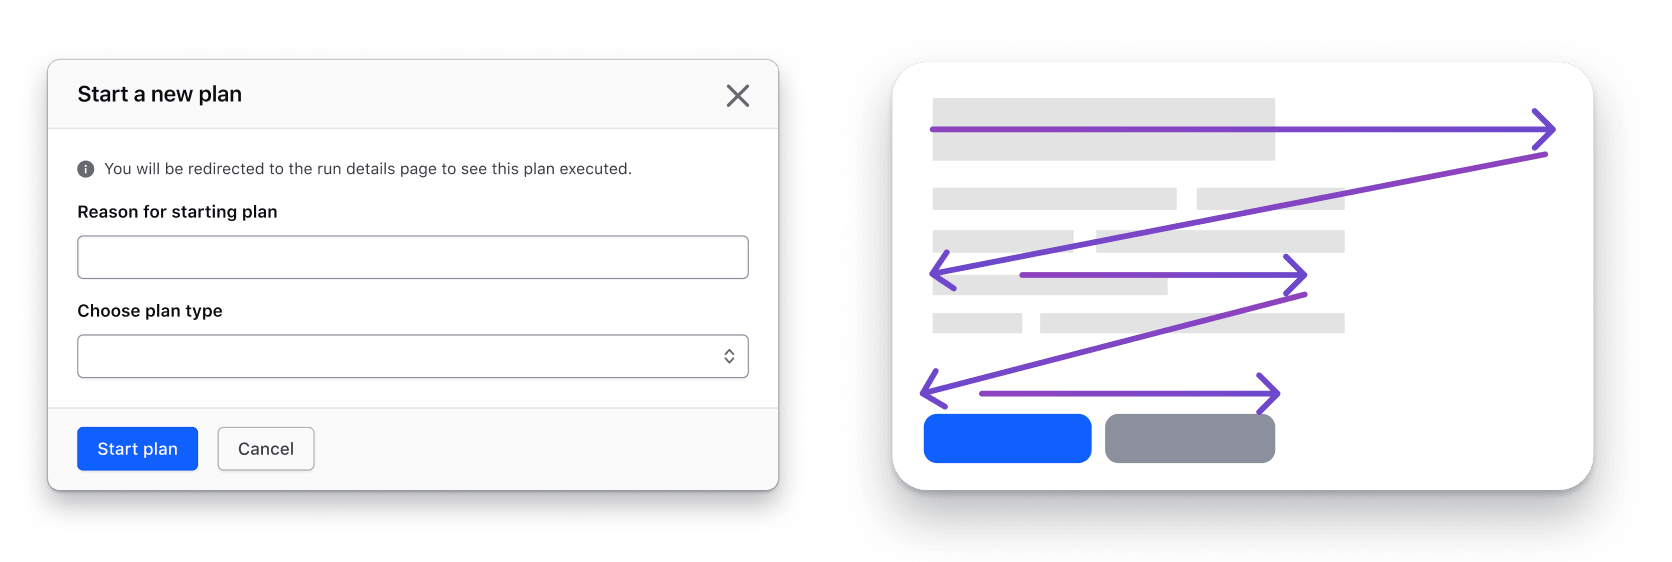 Start a new plan
You will be redirected to the run details page to see this plan executed.
Reason for starting plan
Choose plan type
Start plan
Cancel